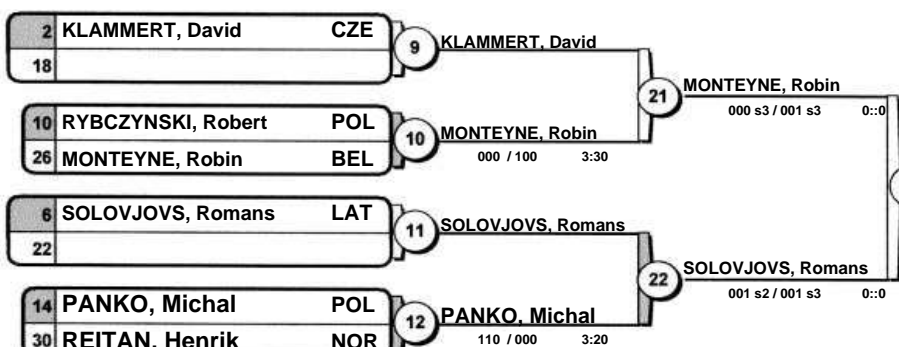 2 KLAMMERT, David CZE
18
9 KLAMMERT, David
10 RYBCZYNSKI, Robert POL
26 MONTEYNE, Robin BEL
10 MONTEYNE, Robin
000 / 100 3:30
21 MONTEYNE, Robin
000 s3 / 001 s3 0::0
6 SOLOVJOVS, Romans LAT
22
11 SOLOVJOVS, Romans
14 PANKO, Michal POL
30 REITAN, Henrik NOR
12 PANKO, Michal
110 / 000 3:20
22 SOLOVJOVS, Romans
001 s2 / 001 s3 0::0